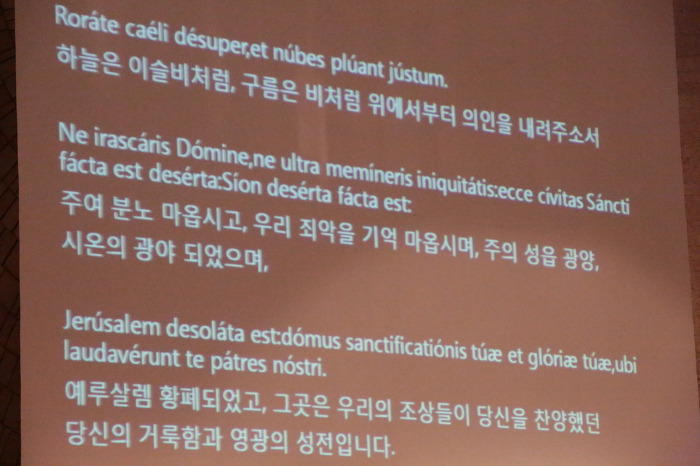 Roráte caéli désuper,et núbes plúant jústum.
하늘은 이슬비처럼, 구름은 비처럼 위에서부터 의인을 내려주소서
Ne irascáris Dómine,ne ultra memíneris iniquitátis:ecce cívitas Sáncti
fácta est desérta:Síon desérta fácta est:
주여 분노 마옵시고, 우리 죄악을 기억 마옵시며, 주의 성읍 광양,
시온의 광야 되었으며,
Jerúsalem desoláta est:dómus sanctificatiónis túæ et glóriæ túæ,ubi
laudavérunt te pátres nóstri.
예루살렘 황폐되었고, 그곳은 우리의 조상들이 당신을 찬양했던
당신의 거룩함과 영광의 성전입니다.